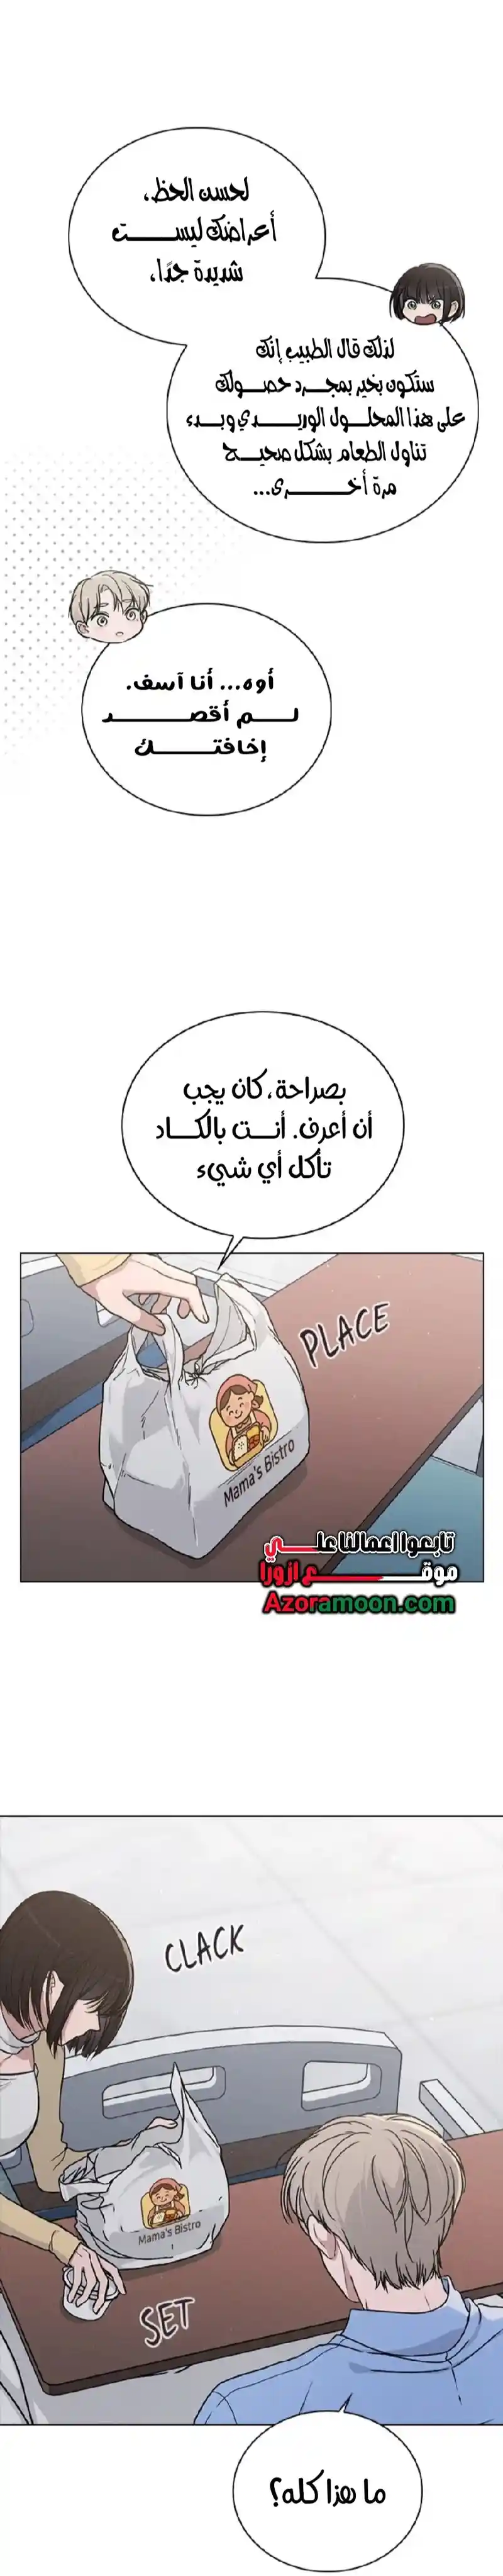 لحسن الحظ،
أعراضك ليست
شديدة جدًا،
لذلك قال الطبيب إنك
ستكون بخير بمجرد حصولك
على هذا المحلول الوريدي وبدء
تناول الطعام بشكل صحيح
مرة أخرى...
أوه... أنا آسف.
لم أقصد
إخافتك
بصراحة، كان يجب
أن أعرف. أنت بالكاد
تأكل أي شيء
PLACE
Mama's Bistro
تابعوا اعمالنا على
موقع ازورا
Azoramoon.com
CLACK
Mama's Bistro
SET
ما هذا كله؟